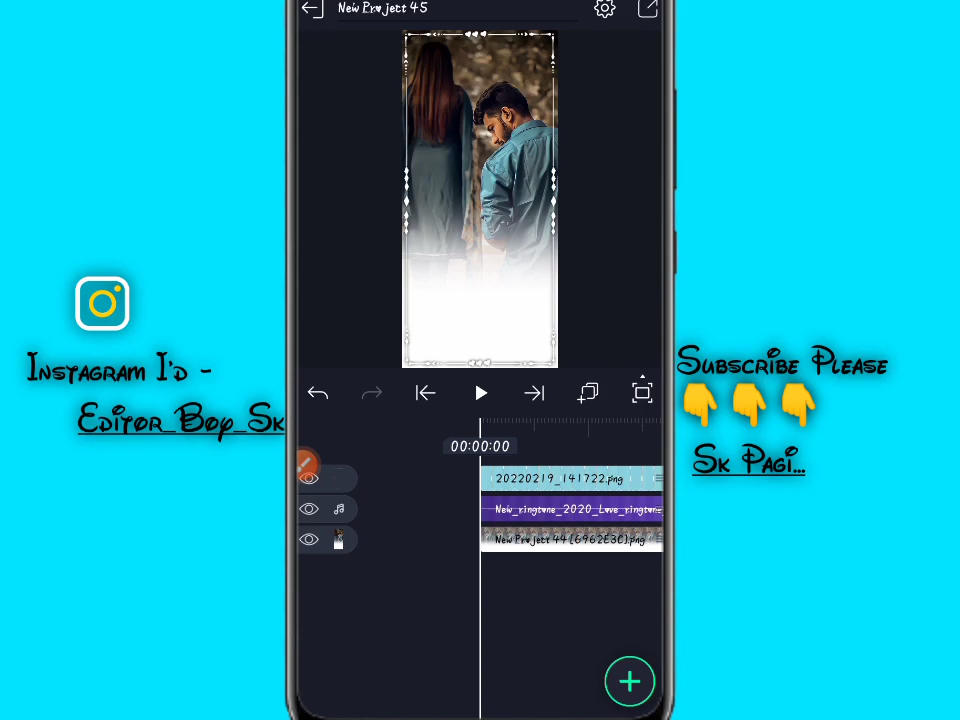 New Project 45
Instagram I'd -
Editor_Boy_Sk
Subscribe Please
Sk Pagi...
00:00:00
20220219_141722.png
New_ringtone_2020_Love_rington
New Project 44 [6962E3C].png